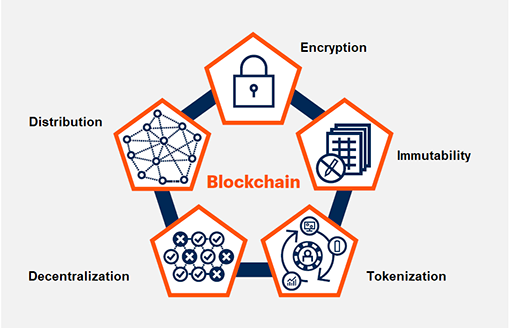 Encryption
Distribution
Immutability
Blockchain
Decentralization
Tokenization